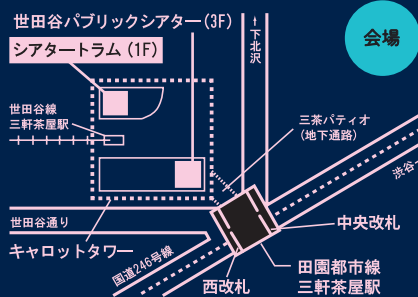 世田谷パブリックシアター(3F)
シアタートラム(1F)
↑下北沢
会場
世田谷線
三軒茶屋駅
三茶パティオ
(地下通路)
渋谷
世田谷通り
中央改札
キャロットタワー
国道246号線
西改札
田園都市線
三軒茶屋駅